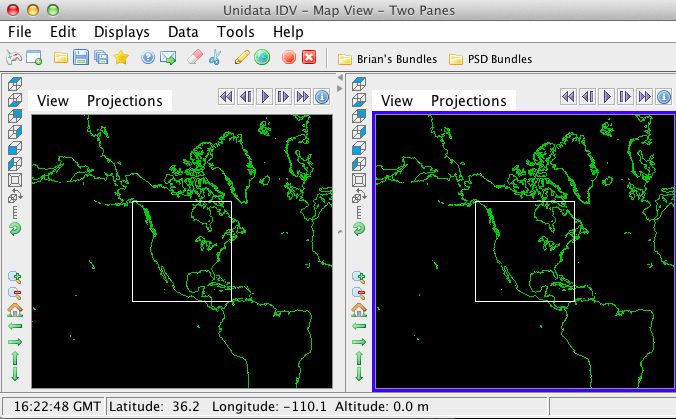 Unidata IDV - Map View - Two Panes
File Edit Displays Data Tools Help
Brian's Bundles PSD Bundles
View Projections
View Projections
16:22:48 GMT Latitude: 36.2 Longitude: -110.1 Altitude: 0.0 m